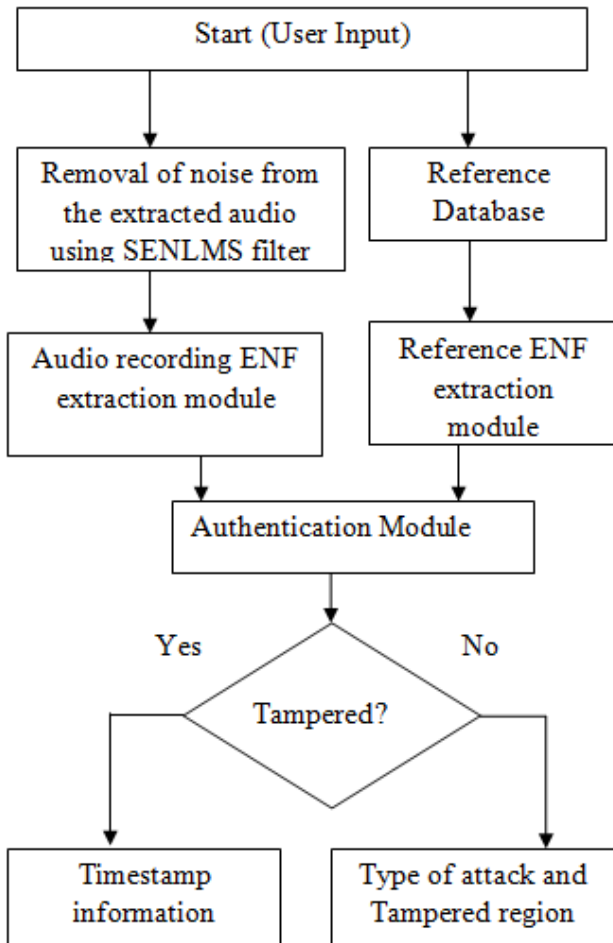 Start (User Input)
Removal of noise from
the extracted audio
using SENLMS filter
Reference
Database
Audio recording ENF
extraction module
Reference ENF
extraction
module
Authentication Module
Yes
No
Tampered?
Timestamp
information
Type of attack and
Tampered region